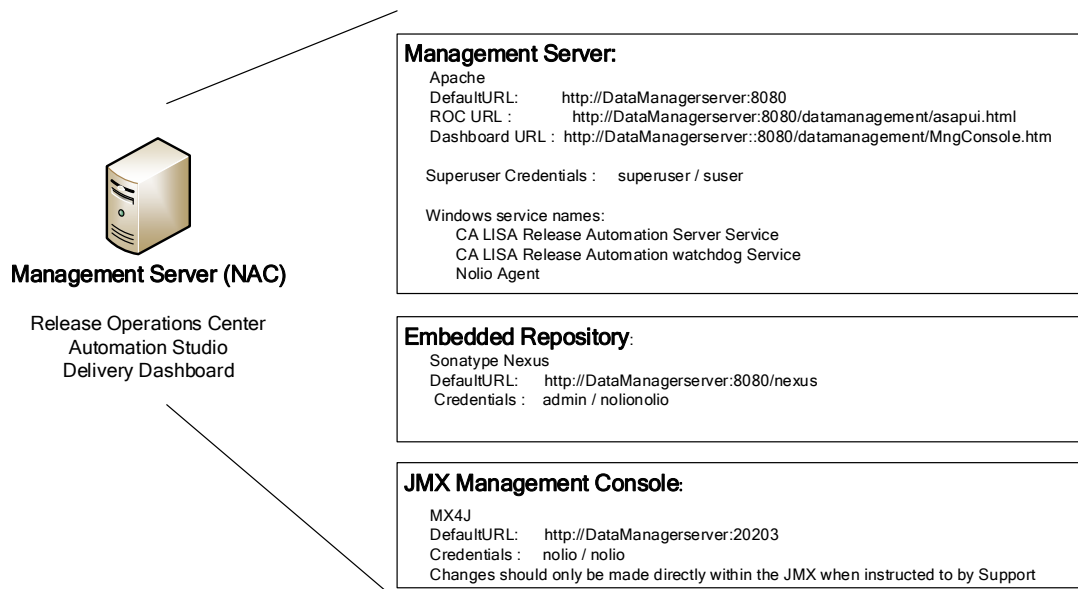 Management Server (NAC)
Release Operations Center
Automation Studio
Delivery Dashboard
Management Server:
Apache
DefaultURL: http://DataManagerserver:8080
ROC URL : http://DataManagerserver:8080/datamanagement/asapui.html
Dashboard URL : http://DataManagerserver::8080/datamanagement/MngConsole.htm
Superuser Credentials : superuser / suser
Windows service names:
CA LISA Release Automation Server Service
CA LISA Release Automation watchdog Service
Nolio Agent
Embedded Repository:
Sonatype Nexus
DefaultURL: http://DataManagerserver:8080/nexus
Credentials : admin / nolionolio
JMX Management Console:
MX4J
DefaultURL: http://DataManagerserver:20203
Credentials : nolio / nolio
Changes should only be made directly within the JMX when instructed to by Support